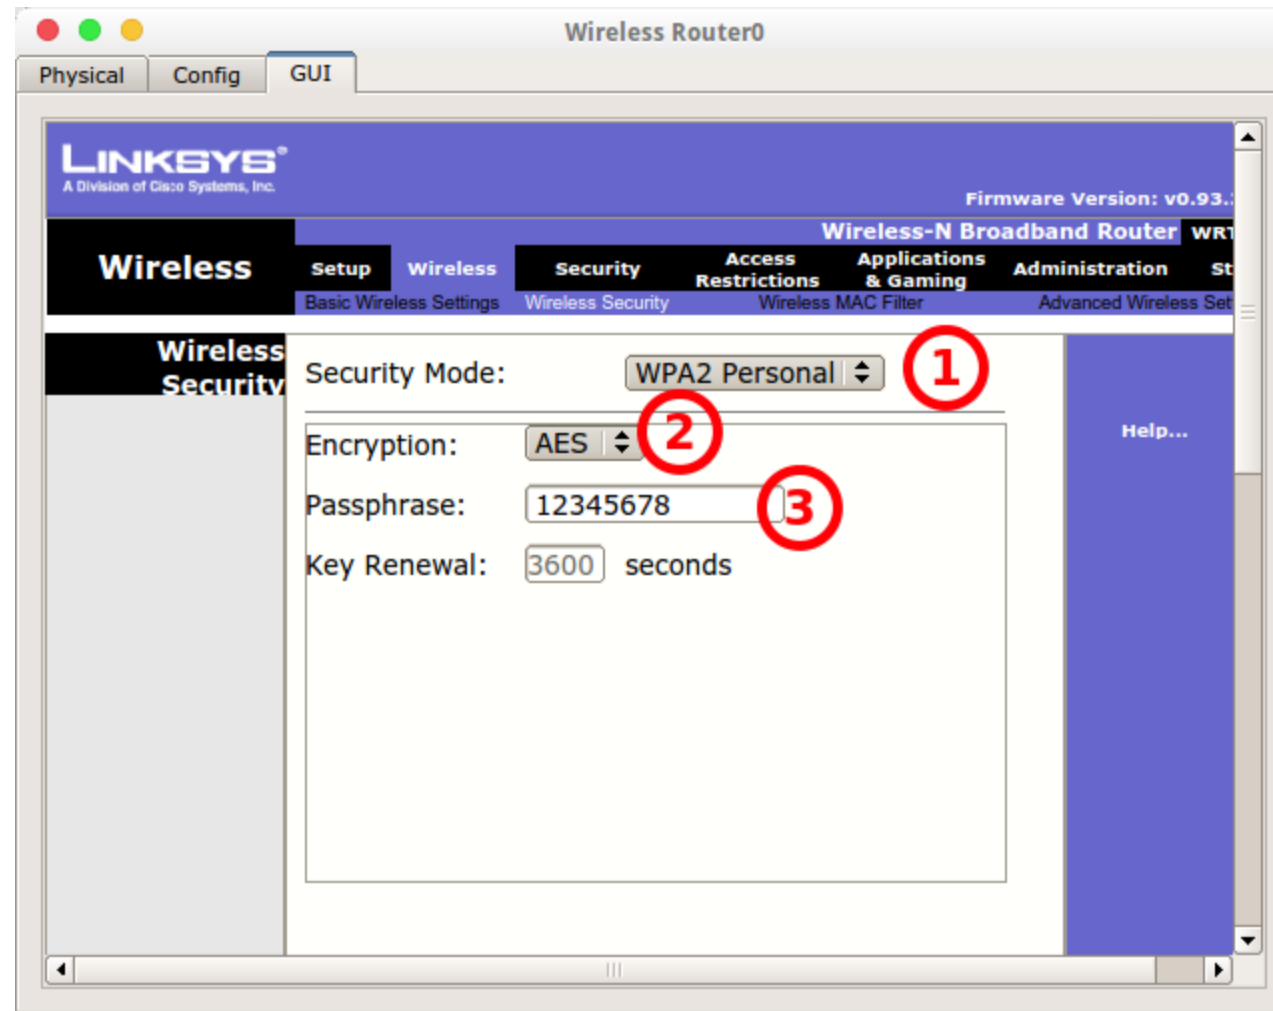 Wireless Router0
Physical Config GUI
LINKSYS®
A Division of Cisco Systems, Inc.
Firmware Version: v0.93.
Wireless-N Broadband Router WRT
Wireless
Setup Wireless Security Access Restrictions Applications & Gaming Administration St
Basic Wireless Settings Wireless Security Wireless MAC Filter Advanced Wireless Set
Wireless
Security
Security Mode: WPA2 Personal 1
Help...
Encryption: AES 2
Passphrase: 12345678 3
Key Renewal: 3600 seconds